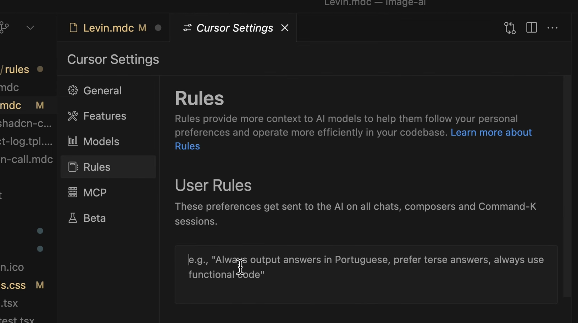 Levin.mdc — image-ai
Levin.mdc M
Cursor Settings
/rules
mdc
mdc M
shadcn-c...
t-log.tpl....
n-call.mdc
t
n.ico
s.css M
.tsx
est.tsx
Cursor Settings
General
Features
Models
Rules
MCP
Beta
Rules
Rules provide more context to AI models to help them follow your personal
preferences and operate more efficiently in your codebase. Learn more about
Rules
User Rules
These preferences get sent to the AI on all chats, composers and Command-K
sessions.
e.g., "Always output answers in Portuguese, prefer terse answers, always use
functional code"